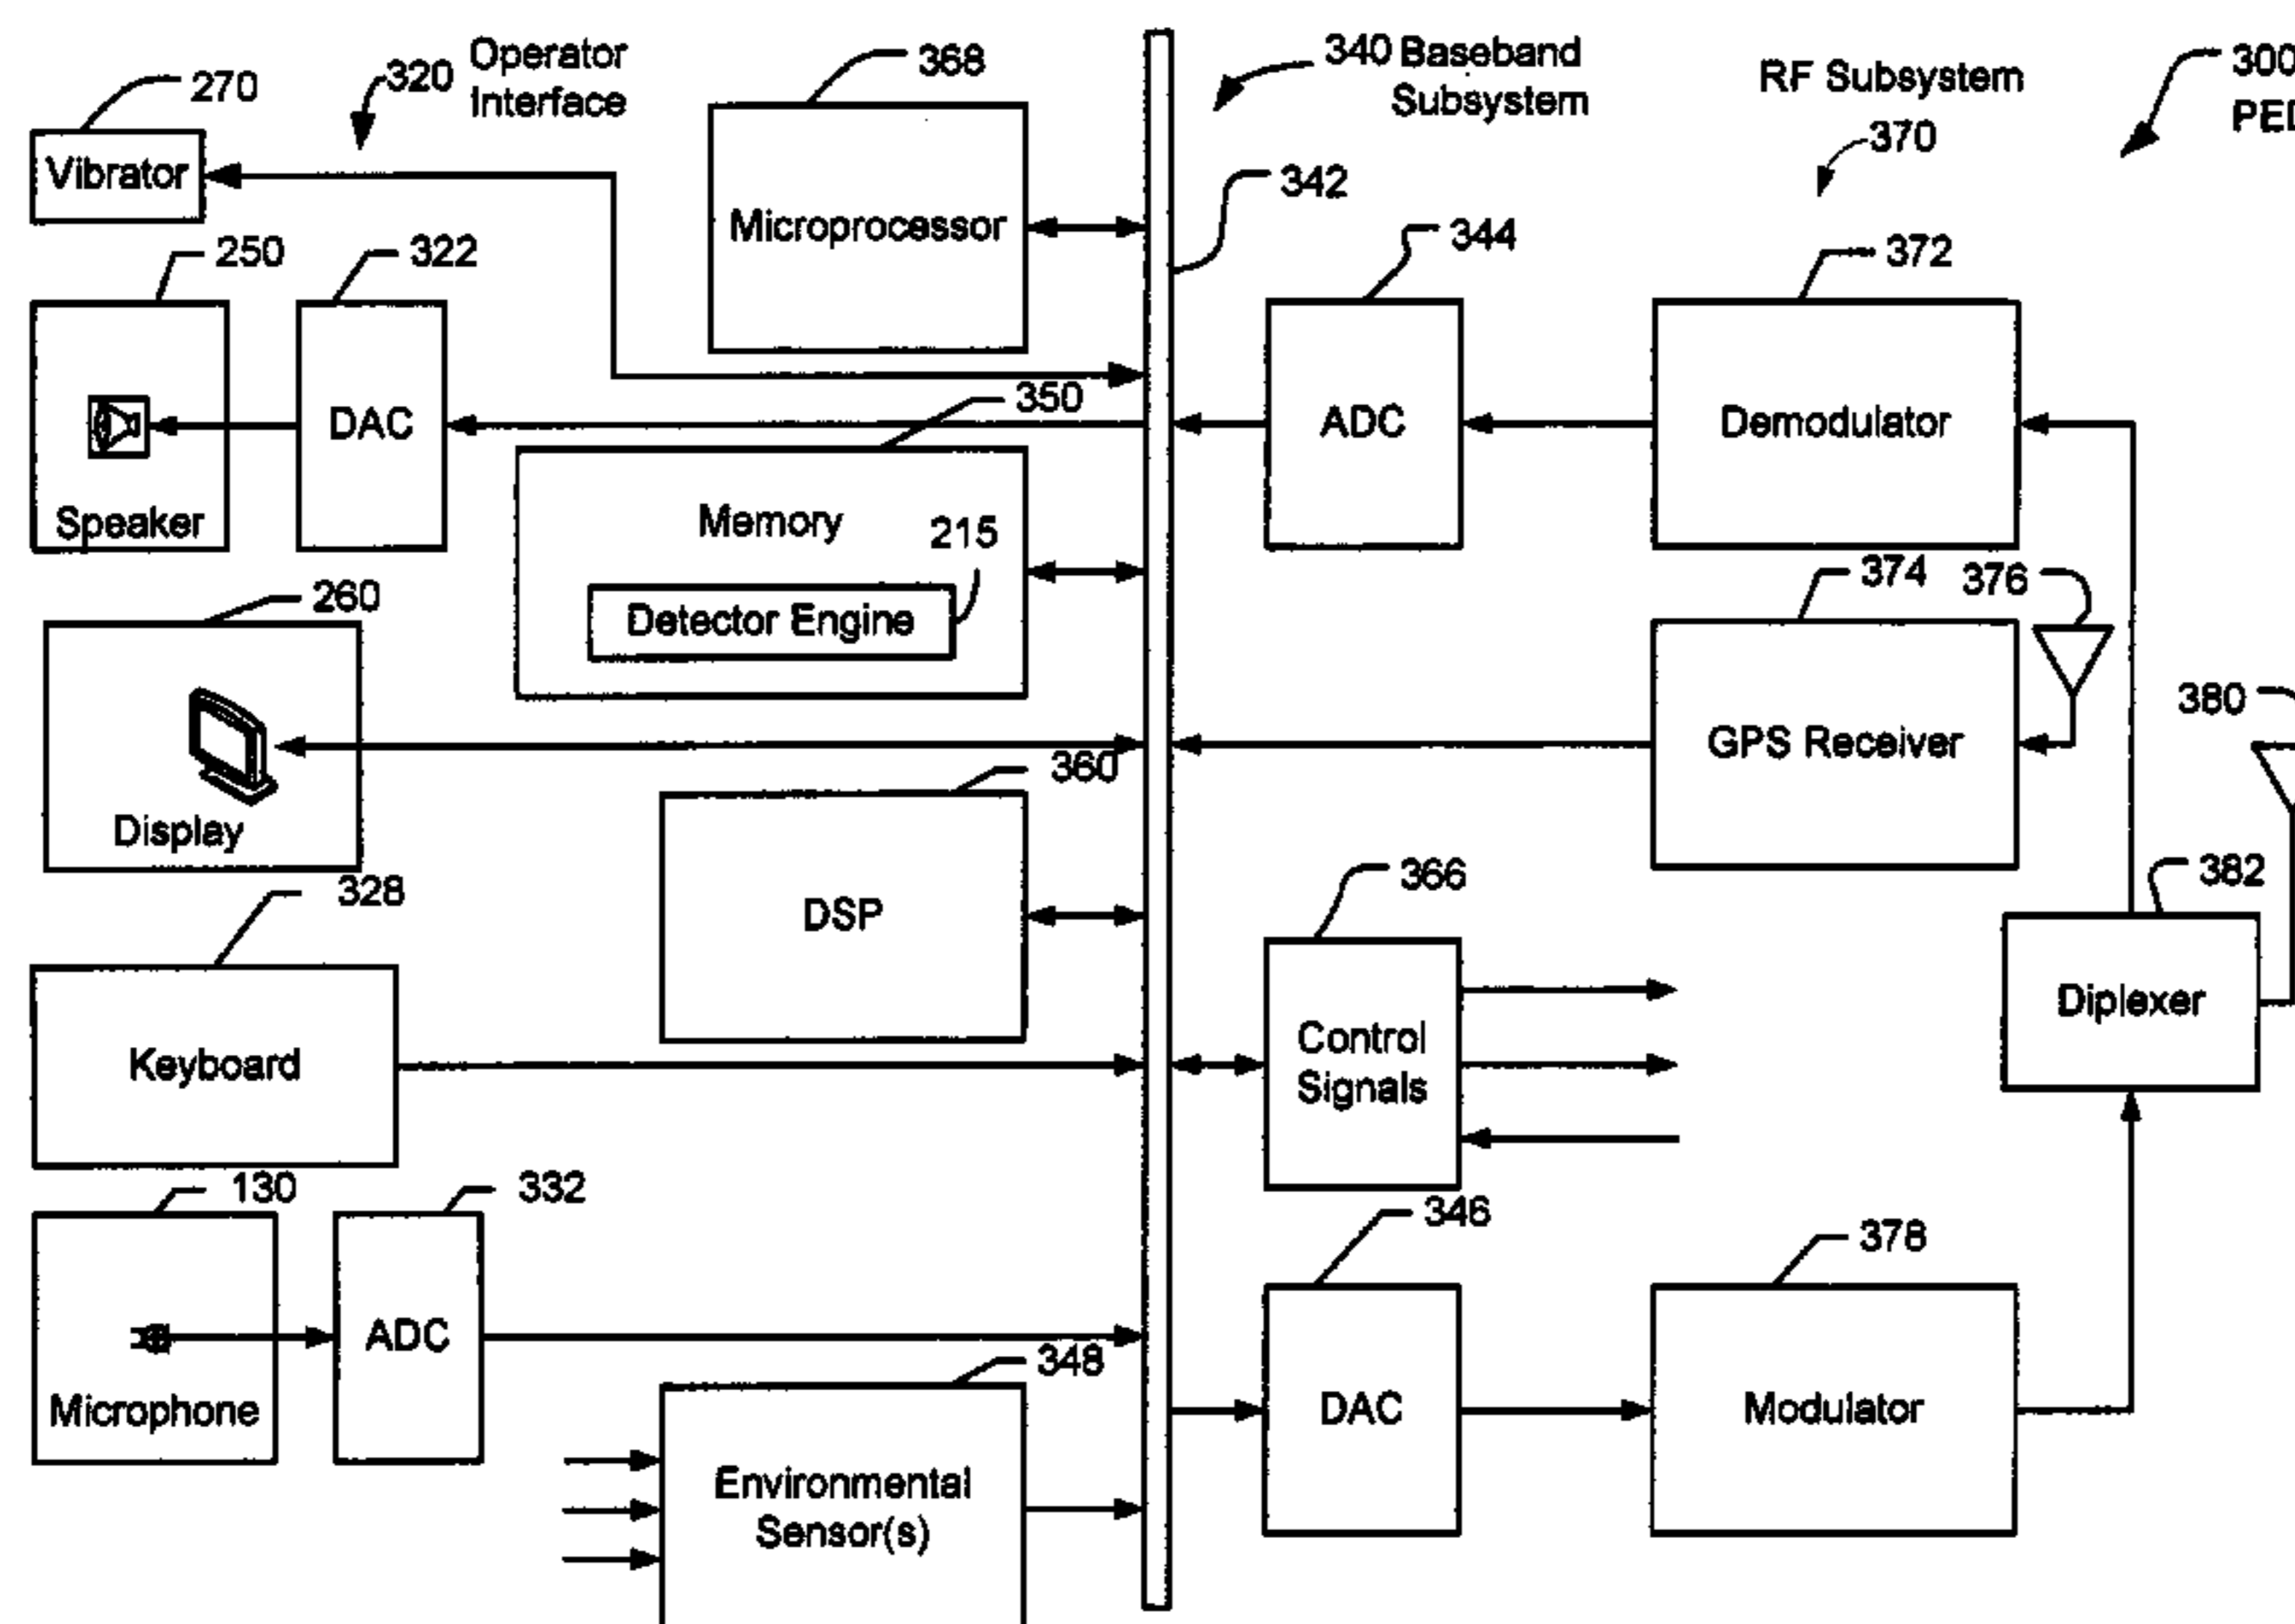 320 Operator
Interface
368
340 Baseband
Subsystem
RF Subsystem
370
300
270
Vibrator
Microprocessor
342
250
322
344
372
DAC
Speaker
350
ADC
Demodulator
Memory
215
Detector Engine
260
374
376
Display
GPS Receiver
380
360
DSP
328
366
382
Keyboard
Control
Signals
Diplexer
130
332
346
378
Microphone
ADC
348
DAC
Modulator
Environmental
Sensor(s)